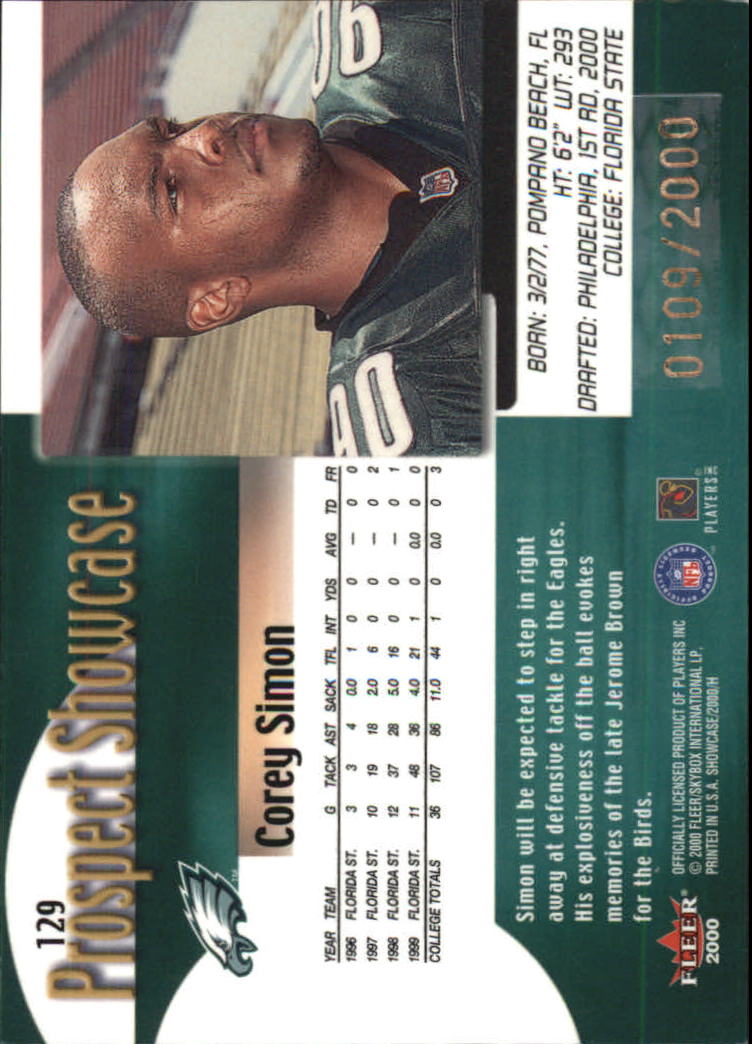 129
Prospect Showcase
Corey Simon
YEAR TEAM G TACK AST SACK TFL INT YDS AVG TD FR
1996 FLORIDA ST. 3 3 4 0.0 1 0 0 — 0 0
1997 FLORIDA ST. 10 19 18 2.0 6 0 0 — 0 2
1998 FLORIDA ST. 12 37 28 5.0 16 0 0 — 0 1
1999 FLORIDA ST. 11 48 36 4.0 21 1 0 0.0 0 0
COLLEGE TOTALS 36 107 86 11.0 44 1 0 0.0 0 3
90
90
NFL
BORN: 3/2/77, POMPANO BEACH, FL
HT: 6'2" WT: 293
DRAFTED: PHILADELPHIA, 1ST RD, 2000
COLLEGE: FLORIDA STATE
0109/2000
Simon will be expected to step in right
away at defensive tackle for the Eagles.
His explosiveness off the ball evokes
memories of the late Jerome Brown
for the Birds.
FLEER®
2000
OFFICIALLY LICENSED PRODUCT OF PLAYERS INC
© 2000 FLEER/SKYBOX INTERNATIONAL LP,
PRINTED IN U.S.A. SHOWCASE/2000/H
NFL
PLAYERS INC